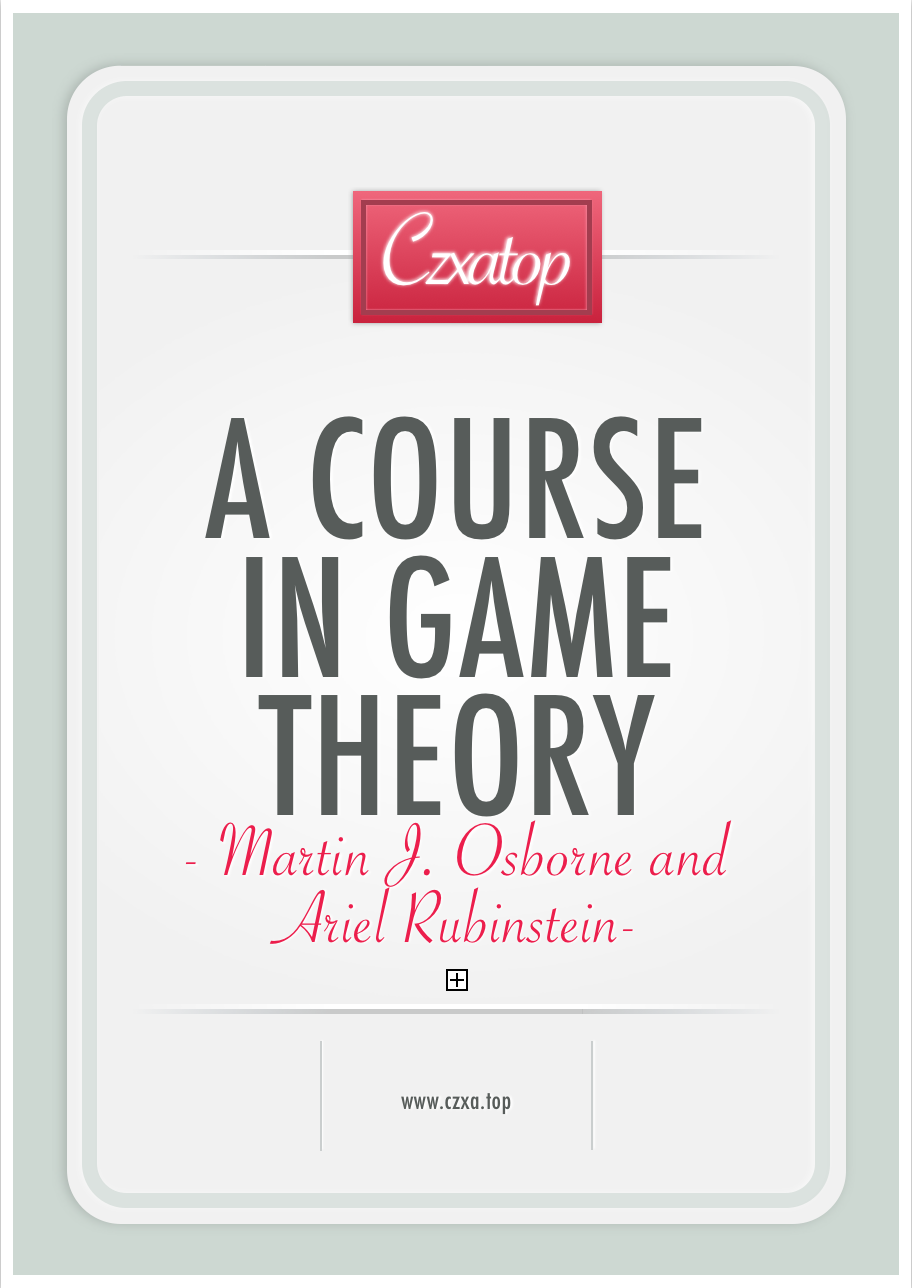 Czxatop
A COURSE
IN GAME
THEORY
- Martin J. Osborne and
Ariel Rubinstein-
www.czxa.top